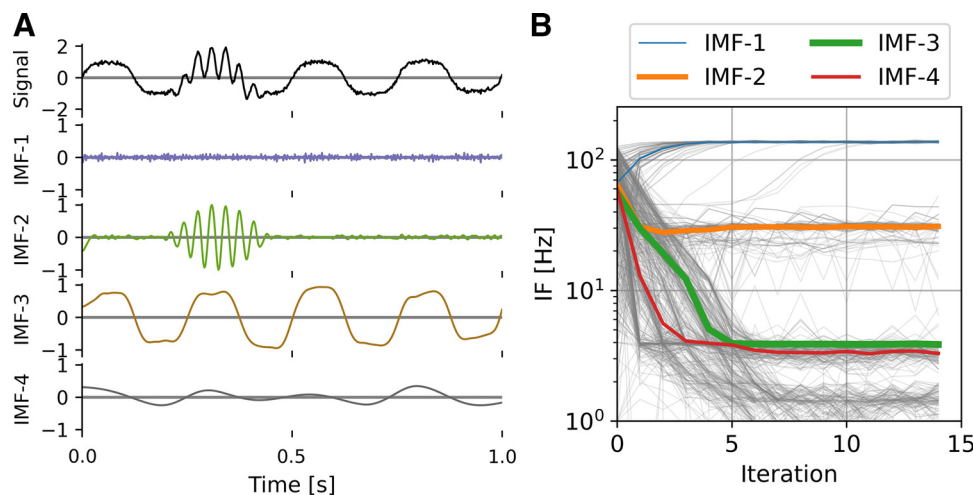 A
Signal
2
0
−2
IMF-1
1
0
−1
IMF-2
1
0
−1
IMF-3
1
0
−1
IMF-4
1
0
−1
0.0
0.5
1.0
Time [s]
B
IMF-1
IMF-3
IMF-2
IMF-4
IF [Hz]
10²
10¹
10⁰
0
5
10
15
Iteration